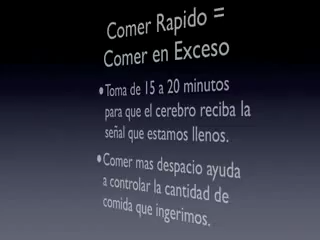 Comer Rapido =
Comer en Exceso
•Toma de 15 a 20 minutos
para que el cerebro reciba la
señal que estamos llenos.
•Comer mas despacio ayuda
a controlar la cantidad de
comida que ingerimos.